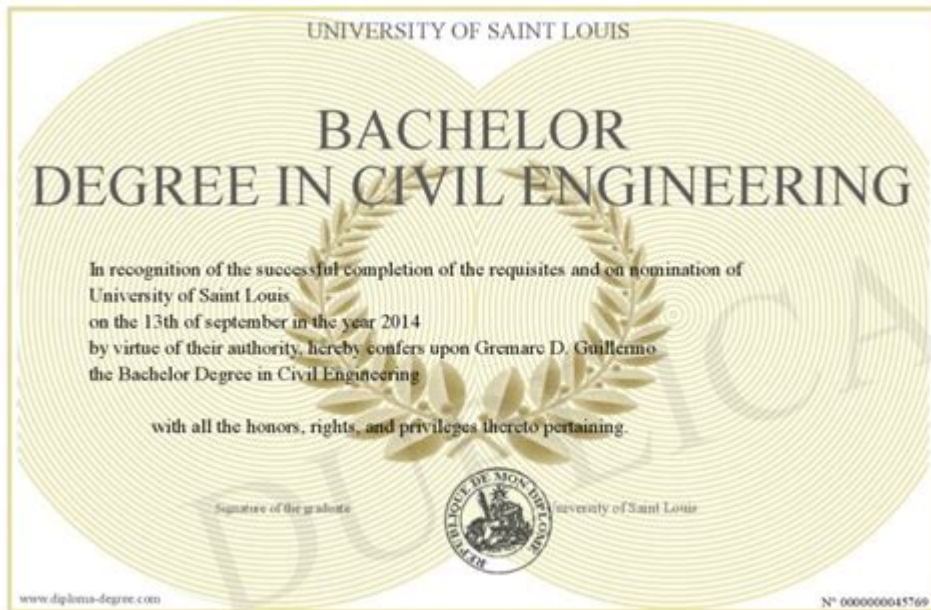 UNIVERSITY OF SAINT LOUIS
BACHELOR
DEGREE IN CIVIL ENGINEERING
In recognition of the successful completion of the requisites and on nomination of
University of Saint Louis
on the 13th of september in the year 2014
by virtue of their authority, hereby confers upon Gremarc D. Guillermo
the Bachelor Degree in Civil Engineering
with all the honors, rights, and privileges thereto pertaining.
REPUBLIQUE DE MON DIPLOME
Signature of the graduate
University of Saint Louis
DUPLICA
www.diploma-degree.com
N° 0000000045769